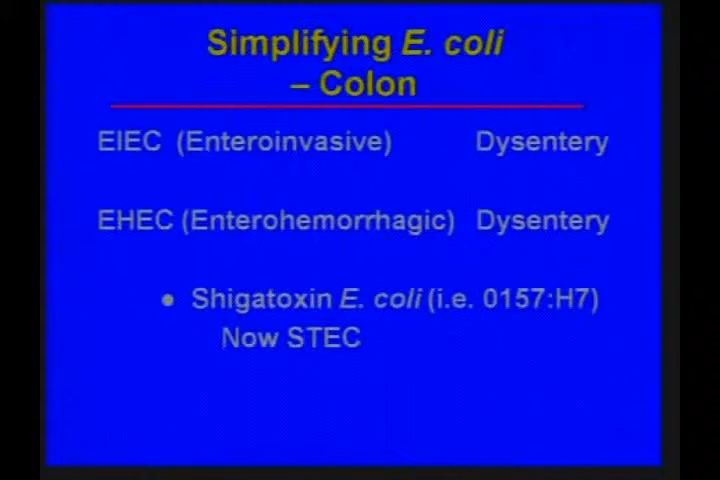 Simplifying E. coli
– Colon
EIEC (Enteroinvasive) Dysentery
EHEC (Enterohemorrhagic) Dysentery
● Shigatoxin E. coli (i.e. 0157:H7)
Now STEC